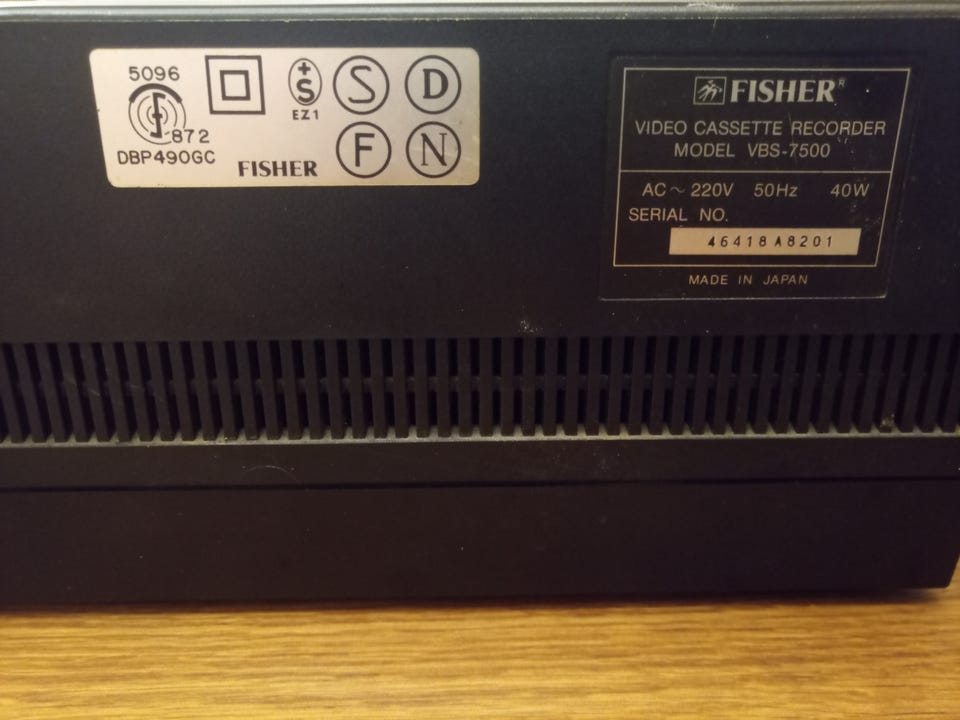 5096
872
DBP490GC
+
S
EZ1
S
D
F
N
FISHER
FISHER®
VIDEO CASSETTE RECORDER
MODEL VBS-7500
AC ~ 220V 50Hz 40W
SERIAL NO.
46418A8201
MADE IN JAPAN